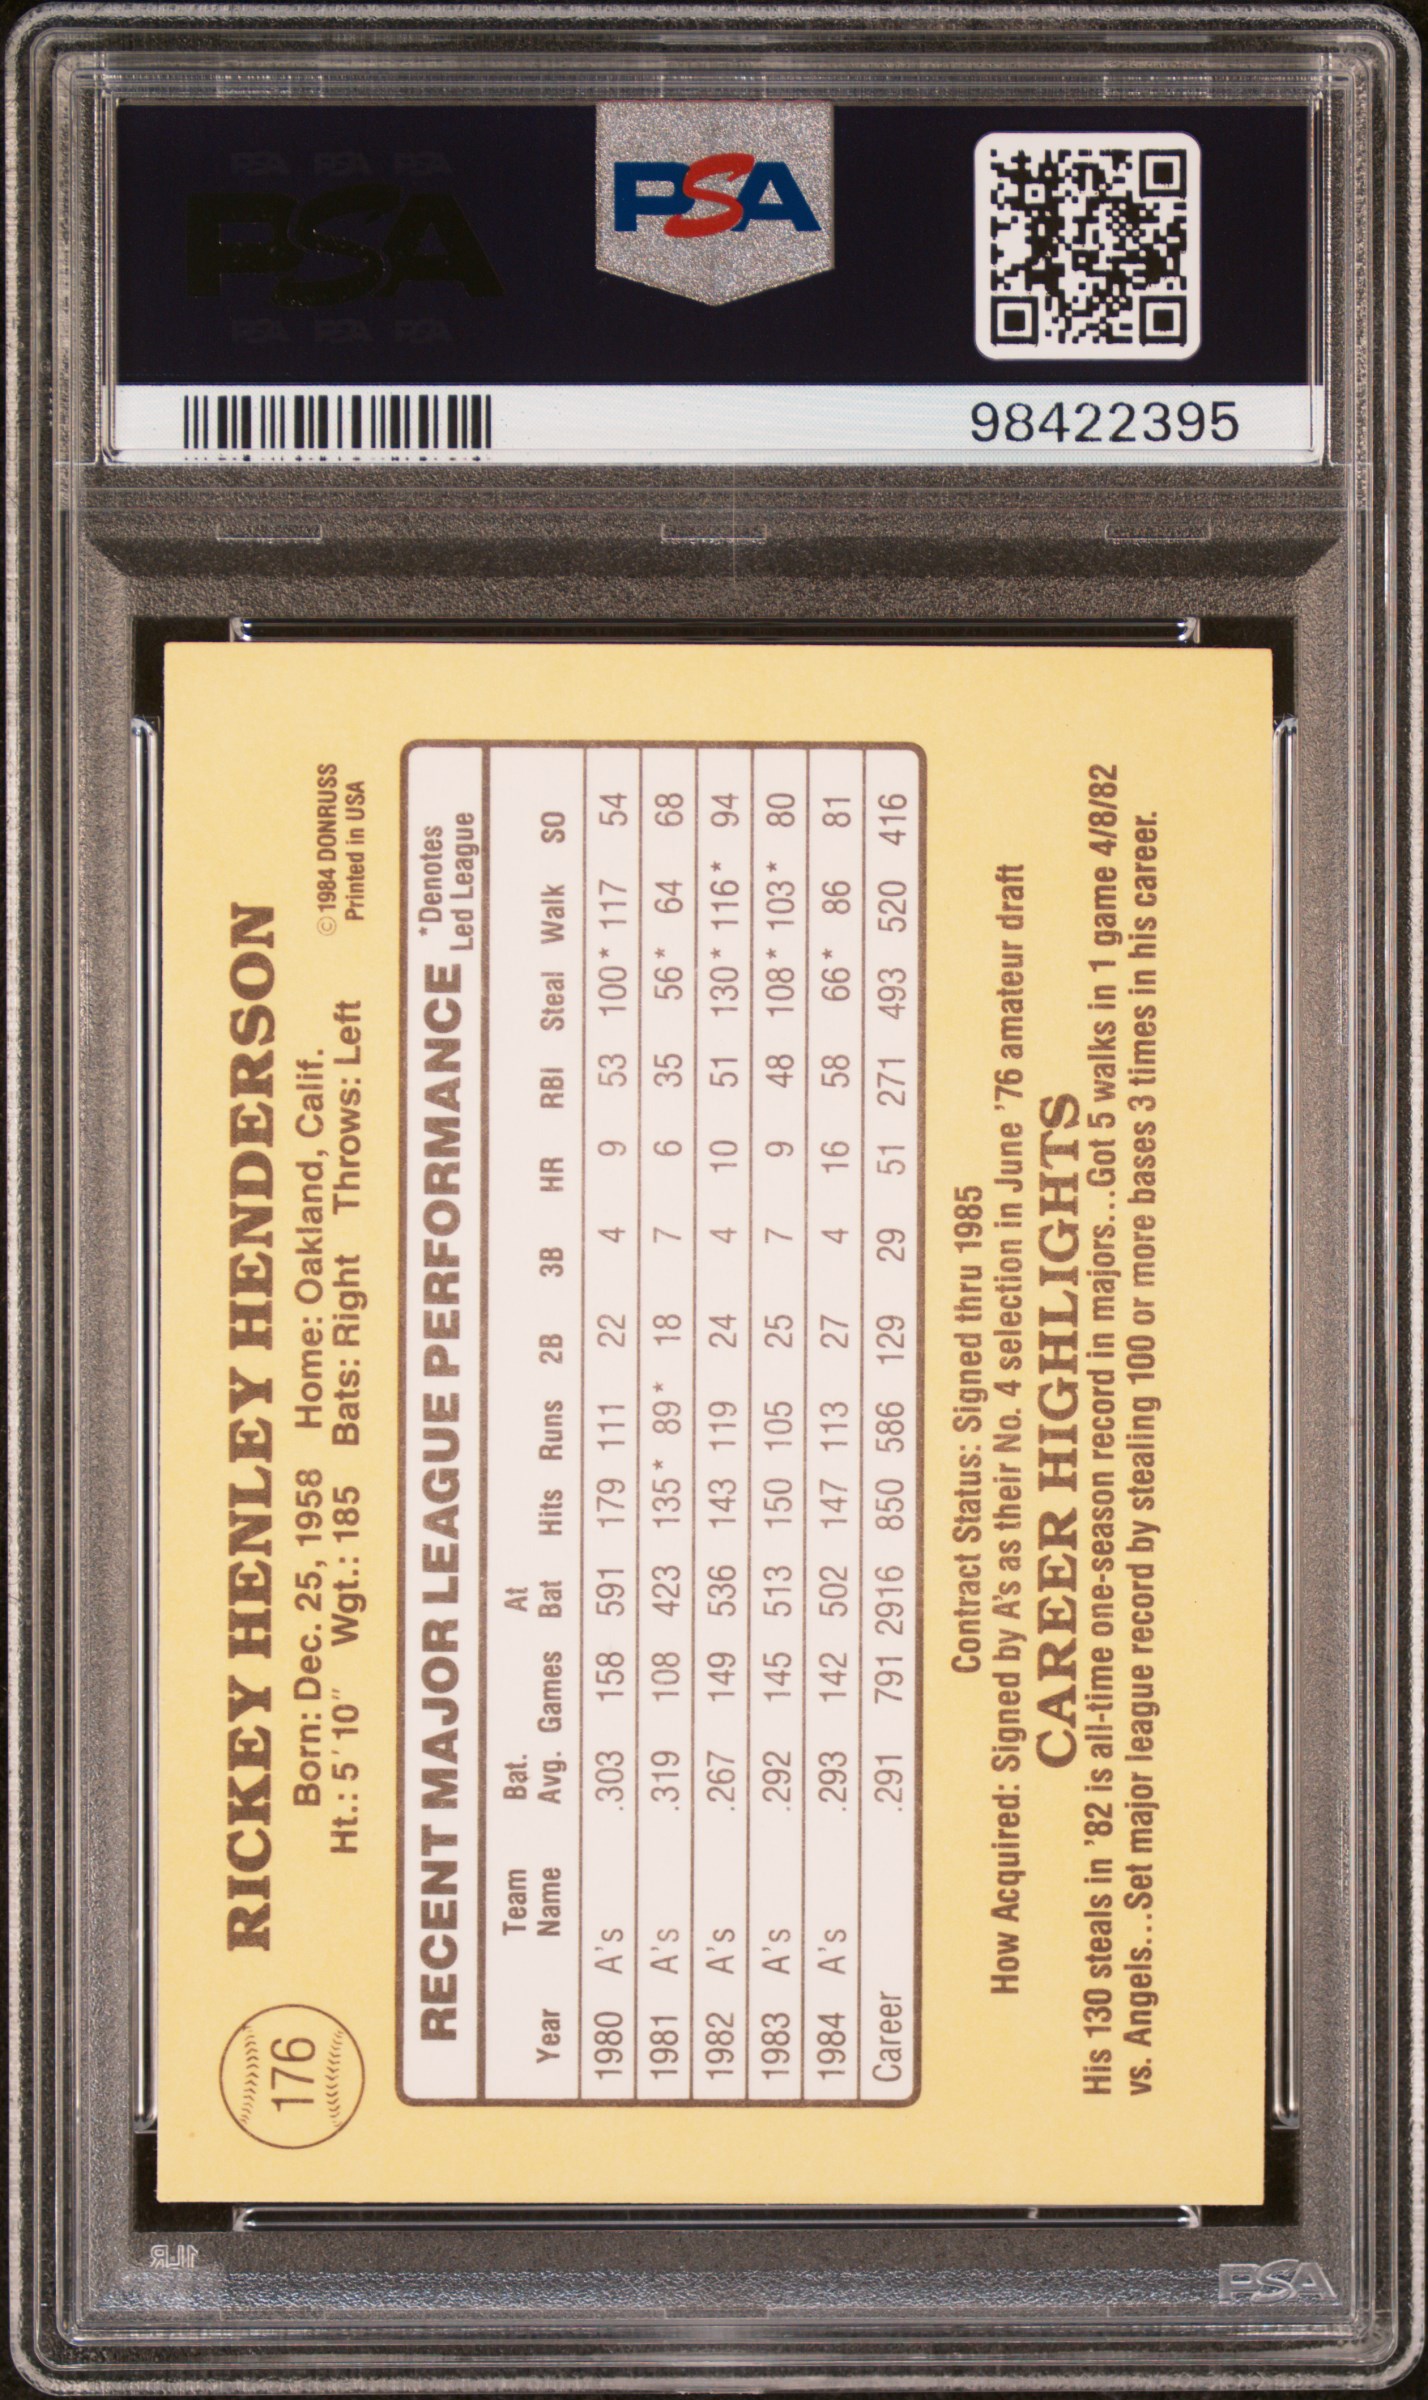 PSA PSA PSA
PSA
PSA PSA PSA
PSA
98422395
176
RICKEY HENLEY HENDERSON
Born: Dec. 25, 1958 Home: Oakland, Calif. ©1984 DONRUSS
Ht.: 5'10" Wgt.: 185 Bats: Right Throws: Left Printed in USA
RECENT MAJOR LEAGUE PERFORMANCE *Denotes Led League
Year Team Name Bat. Avg. Games At Bat Hits Runs 2B 3B HR RBI Steal Walk SO
1980 A's .303 158 591 179 111 22 4 9 53 100* 117 54
1981 A's .319 108 423 135* 89* 18 7 6 35 56* 64 68
1982 A's .267 149 536 143 119 24 4 10 51 130* 116* 94
1983 A's .292 145 513 150 105 25 7 9 48 108* 103* 80
1984 A's .293 142 502 147 113 27 4 16 58 66* 86 81
Career .291 791 2916 850 586 129 29 51 271 493 520 416
Contract Status: Signed thru 1985
How Acquired: Signed by A's as their No. 4 selection in June '76 amateur draft
CAREER HIGHLIGHTS
His 130 steals in '82 is all-time one-season record in majors...Got 5 walks in 1 game 4/8/82
vs. Angels...Set major league record by stealing 100 or more bases 3 times in his career.
1LR
PSA